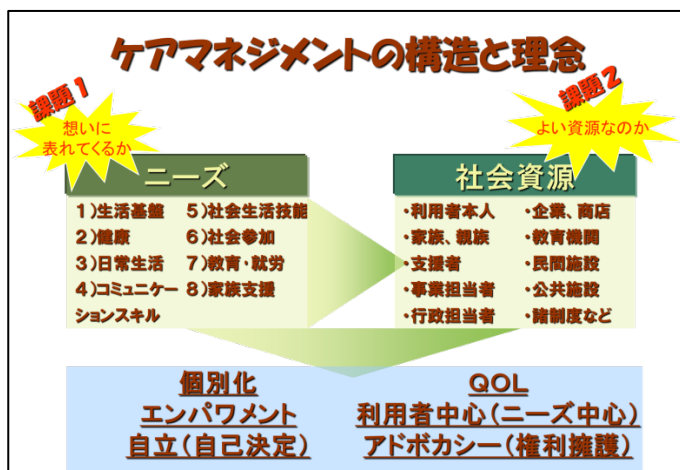 ケアマネジメントの構造と理念
課題1
想いに
表れてくるか
課題2
よい資源なのか
ニーズ
1)生活基盤
2)健康
3)日常生活
4)コミュニケー
ションスキル
5)社会生活技能
6)社会参加
7)教育・就労
8)家族支援
社会資源
・利用者本人
・家族、親族
・支援者
・事業担当者
・行政担当者
・企業、商店
・教育機関
・民間施設
・公共施設
・諸制度など
個別化
エンパワメント
自立(自己決定)
QOL
利用者中心(ニーズ中心)
アドボカシー(権利擁護)